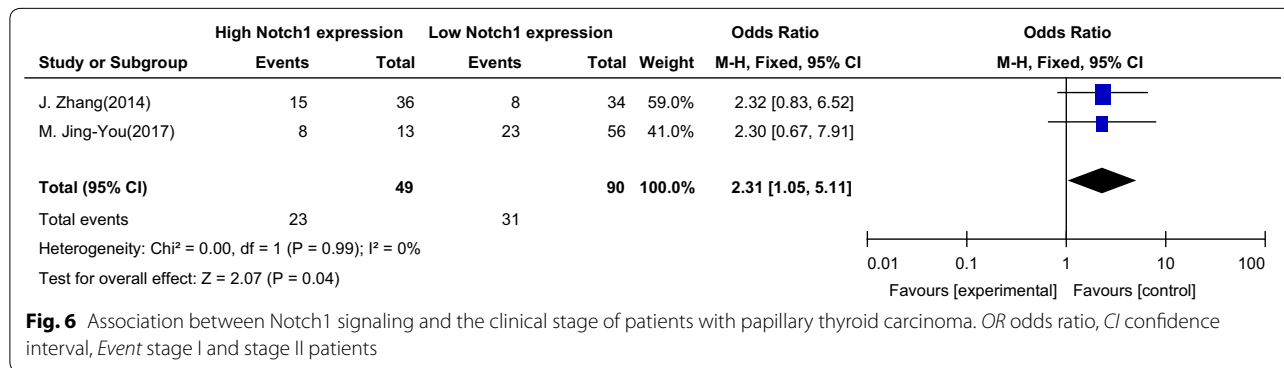 High Notch1 expression Low Notch1 expression Odds Ratio Odds Ratio
Study or Subgroup Events Total Events Total Weight M-H, Fixed, 95% CI M-H, Fixed, 95% CI
J. Zhang(2014) 15 36 8 34 59.0% 2.32 [0.83, 6.52]
M. Jing-You(2017) 8 13 23 56 41.0% 2.30 [0.67, 7.91]
Total (95% CI) 49 90 100.0% 2.31 [1.05, 5.11]
Total events 23 31
Heterogeneity: Chi² = 0.00, df = 1 (P = 0.99); I² = 0%
Test for overall effect: Z = 2.07 (P = 0.04)
0.01 0.1 1 10 100
Favours [experimental] Favours [control]
Fig. 6 Association between Notch1 signaling and the clinical stage of patients with papillary thyroid carcinoma. OR odds ratio, CI confidence
interval, Event stage I and stage II patients